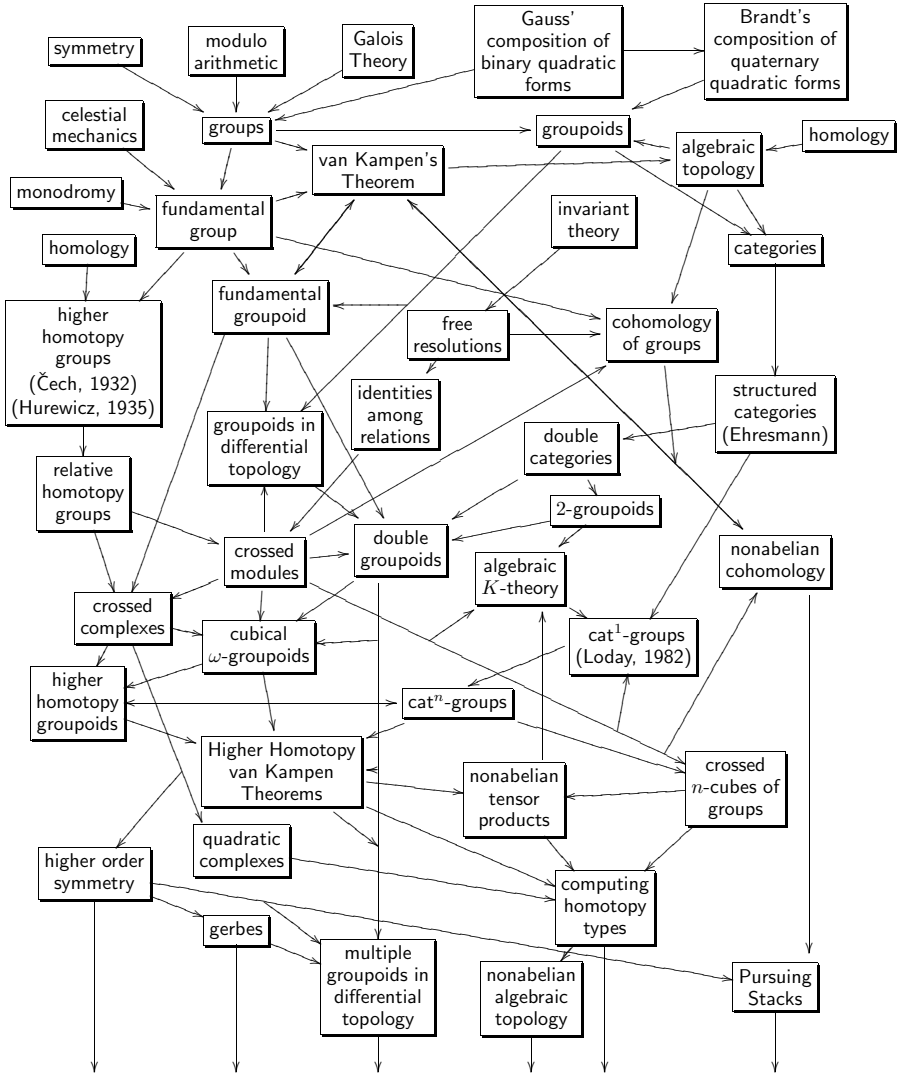 symmetry
modulo
arithmetic
Galois
Theory
Gauss'
composition of
binary quadratic
forms
Brandt's
composition of
quaternary
quadratic forms
celestial
mechanics
groups
groupoids
homology
van Kampen's
Theorem
algebraic
topology
monodromy
fundamental
group
invariant
theory
homology
categories
fundamental
groupoid
higher
homotopy
groups
(Čech, 1932)
(Hurewicz, 1935)
free
resolutions
cohomology
of groups
identities
among
relations
structured
categories
(Ehresmann)
groupoids in
differential
topology
double
categories
relative
homotopy
groups
2-groupoids
crossed
modules
double
groupoids
algebraic
K-theory
nonabelian
cohomology
crossed
complexes
cubical
ω-groupoids
cat¹-groups
(Loday, 1982)
higher
homotopy
groupoids
catⁿ-groups
Higher Homotopy
van Kampen
Theorems
nonabelian
tensor
products
crossed
n-cubes of
groups
quadratic
complexes
higher order
symmetry
computing
homotopy
types
gerbes
multiple
groupoids in
differential
topology
nonabelian
algebraic
topology
Pursuing
Stacks